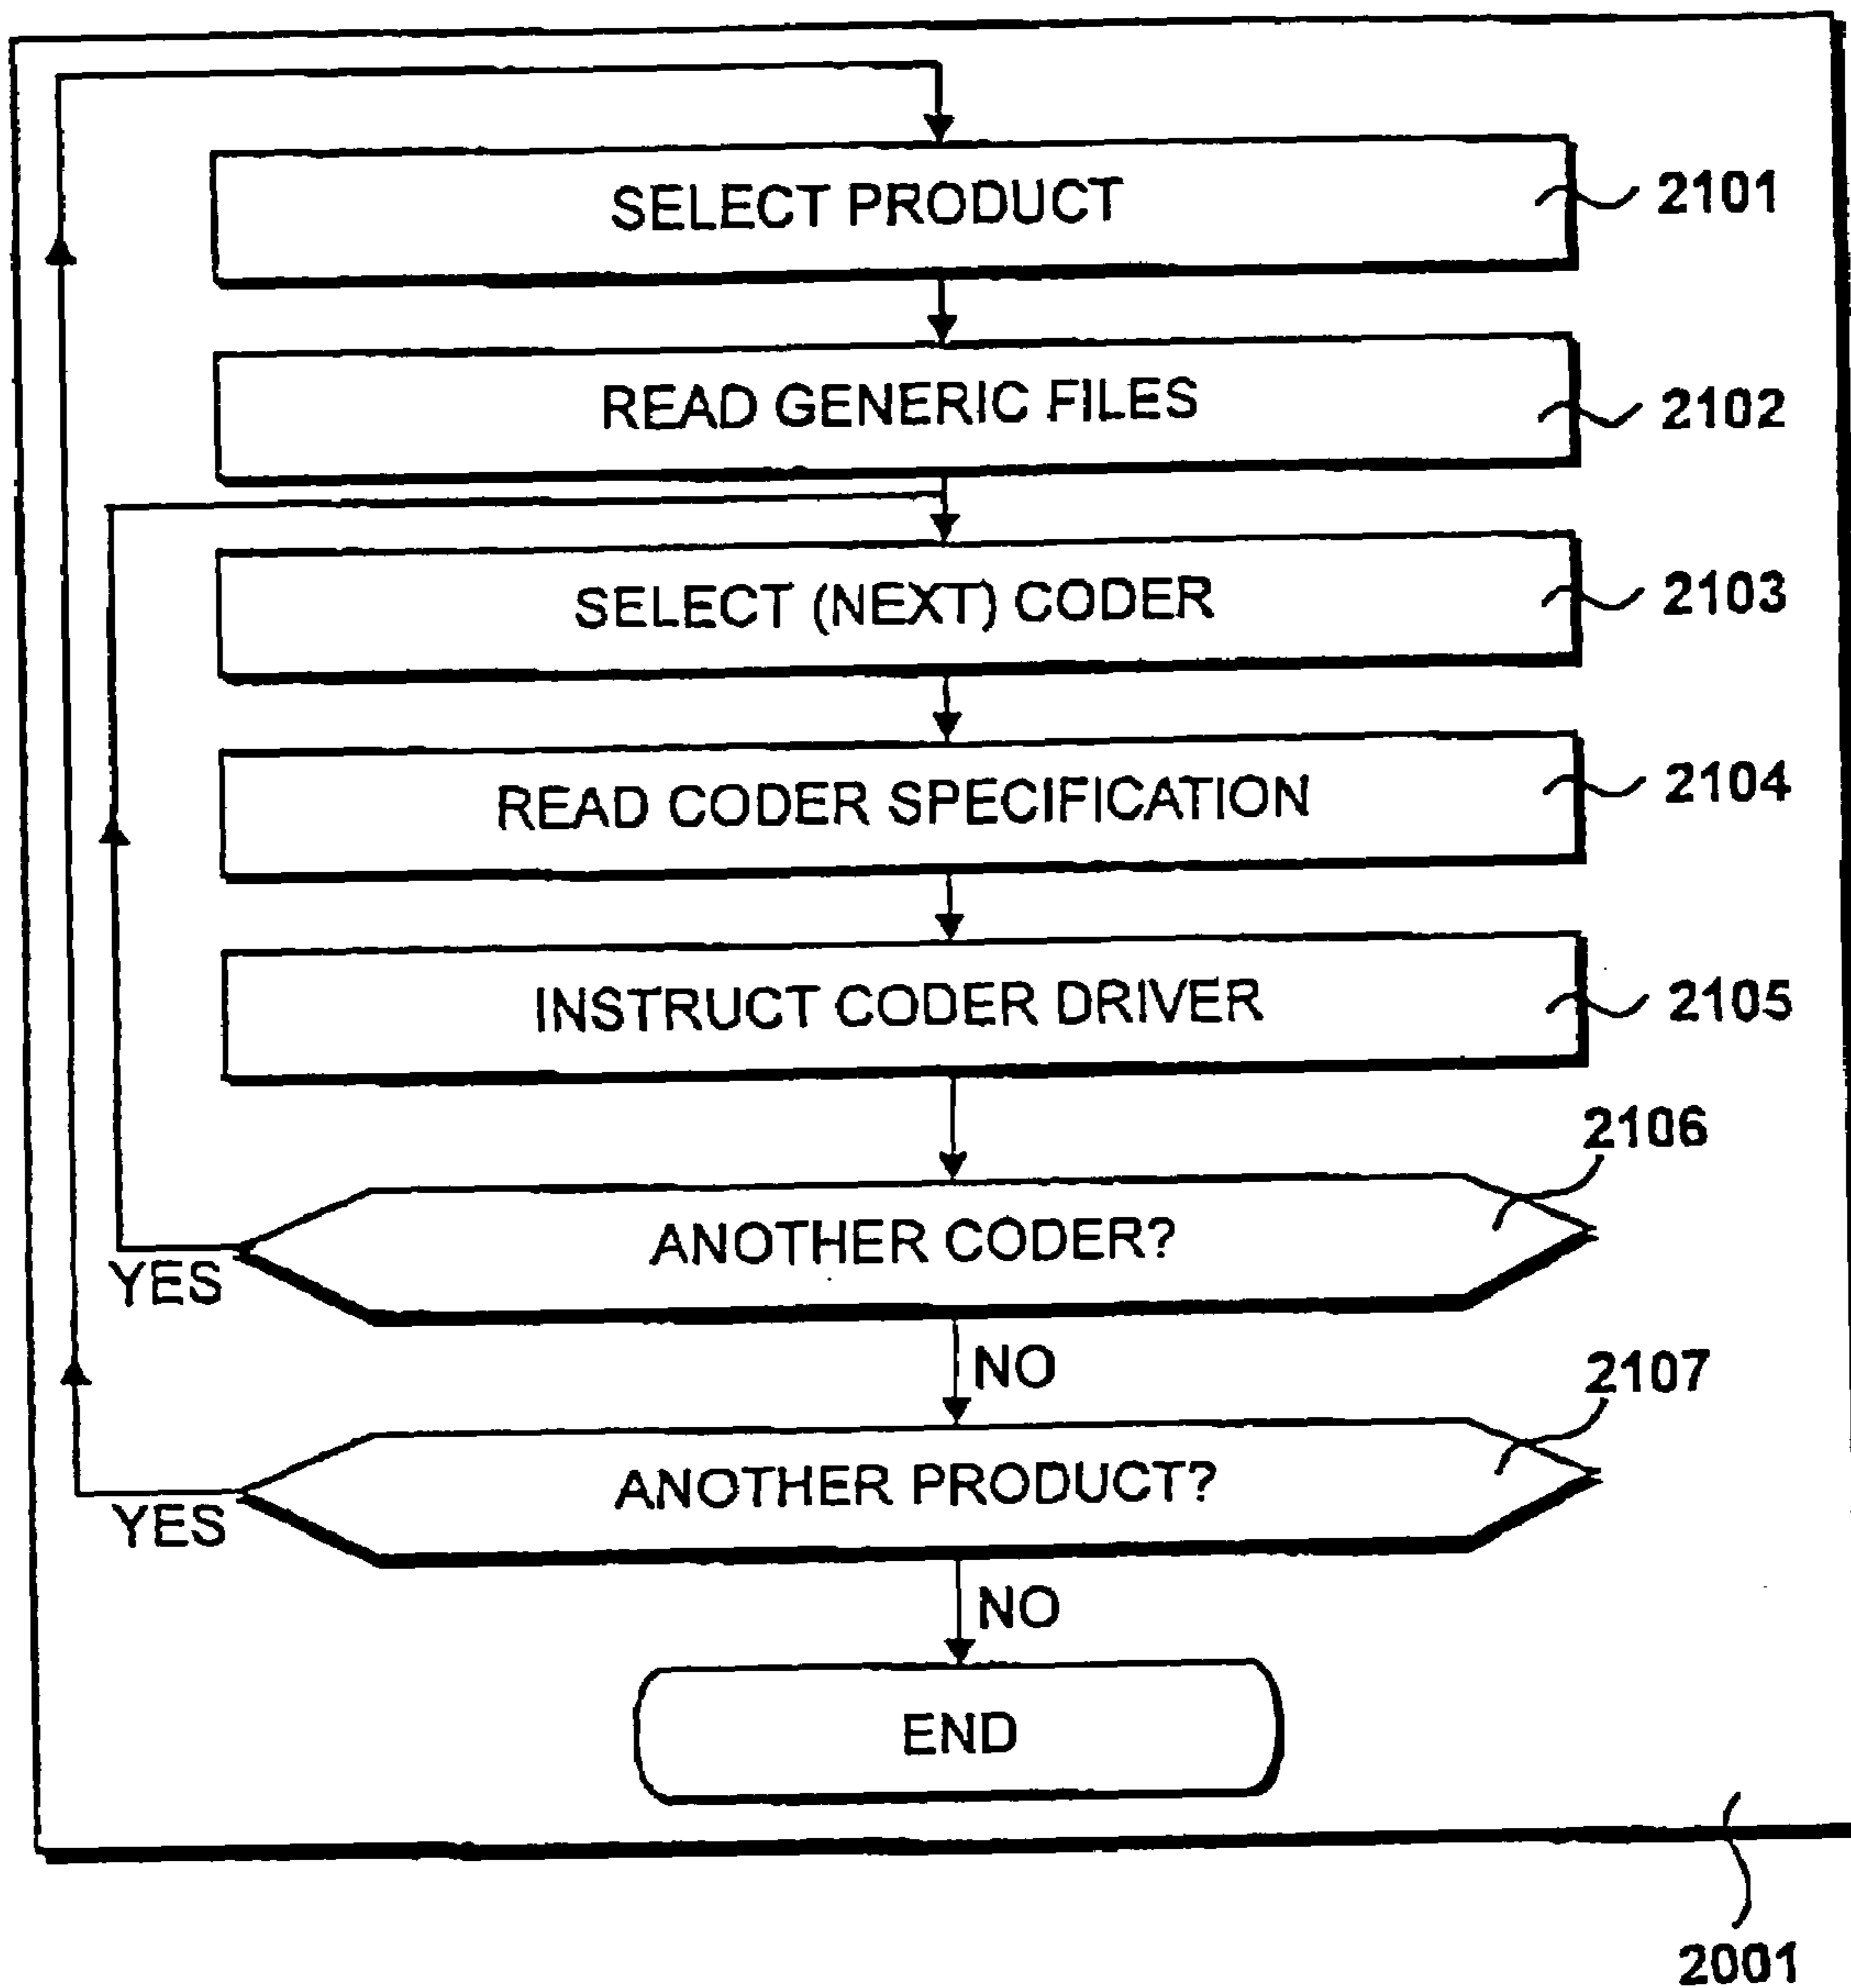 SELECT PRODUCT 2101
READ GENERIC FILES 2102
SELECT (NEXT) CODER 2103
READ CODER SPECIFICATION 2104
INSTRUCT CODER DRIVER 2105
2106
ANOTHER CODER?
YES
NO
2107
ANOTHER PRODUCT?
YES
NO
END
2001